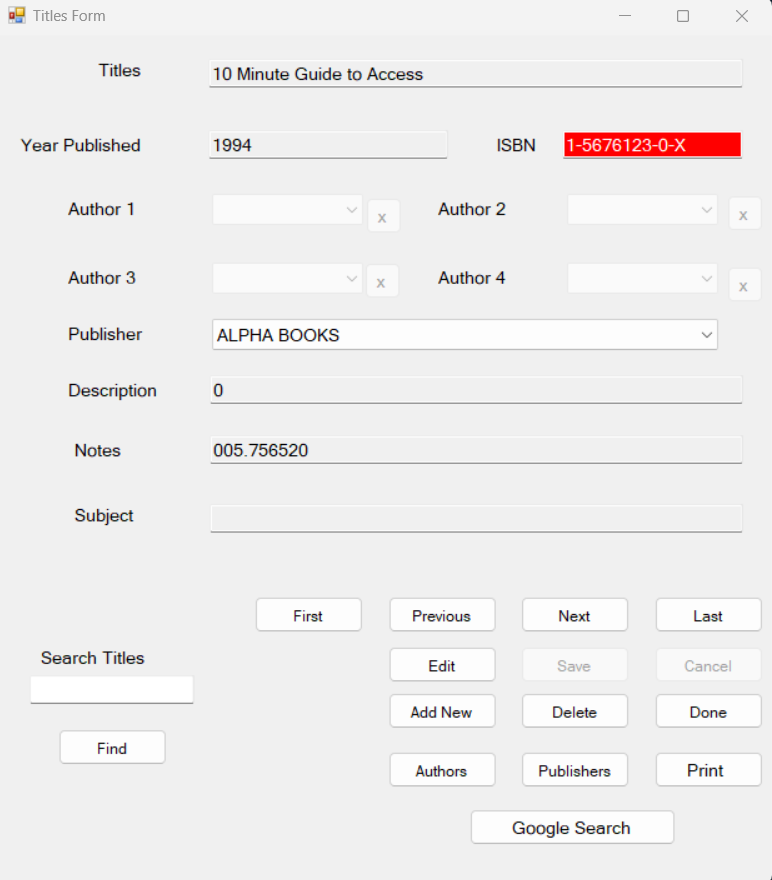 Titles Form
Titles 10 Minute Guide to Access
Year Published 1994 ISBN 1-5676123-0-X
Author 1 x Author 2 x
Author 3 x Author 4 x
Publisher ALPHA BOOKS
Description 0
Notes 005.756520
Subject
First Previous Next Last
Search Titles
Edit Save Cancel
Add New Delete Done
Find
Authors Publishers Print
Google Search